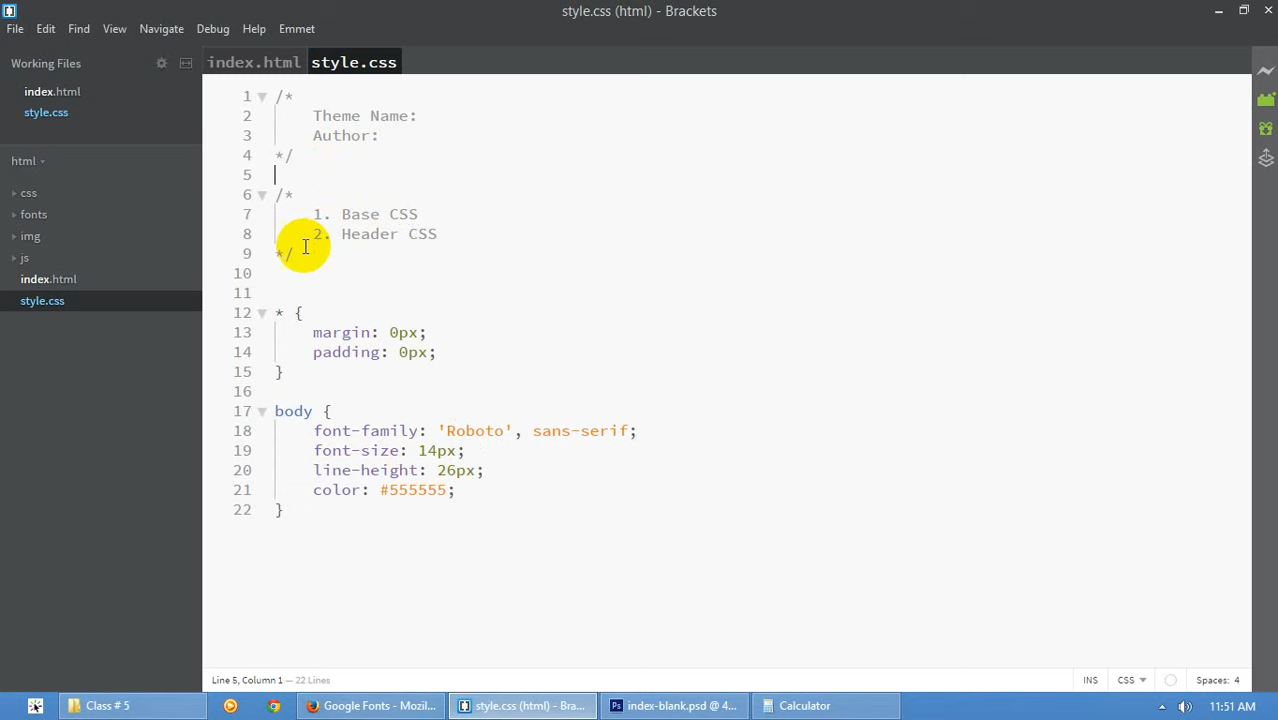 style.css (html) - Brackets
File Edit Find View Navigate Debug Help Emmet
Working Files
index.html
style.css
html
css
fonts
img
js
index.html
style.css
index.html style.css
1 /*
2 Theme Name:
3 Author:
4 */
5
6 /*
7 1. Base CSS
8 2. Header CSS
9 */
10
11
12 * {
13 margin: 0px;
14 padding: 0px;
15 }
16
17 body {
18 font-family: 'Roboto', sans-serif;
19 font-size: 14px;
20 line-height: 26px;
21 color: #555555;
22 }
Line 5, Column 1 — 22 Lines INS CSS Spaces: 4
Class # 5 Google Fonts - Mozil... style.css (html) - Bra... index-blank.psd @ 4... Calculator 11:51 AM